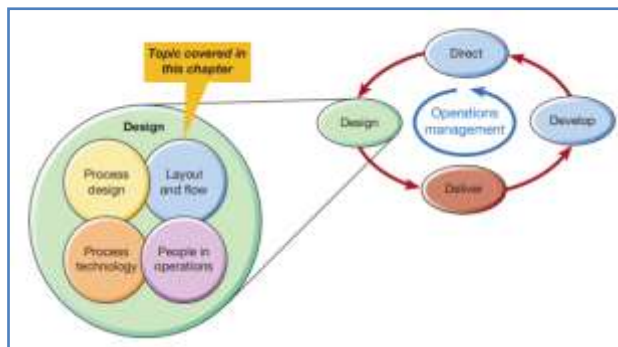 Topic covered in
this chapter
Design
Process
design
Layout
and flow
Process
technology
People in
operations
Direct
Design
Operations
management
Develop
Deliver